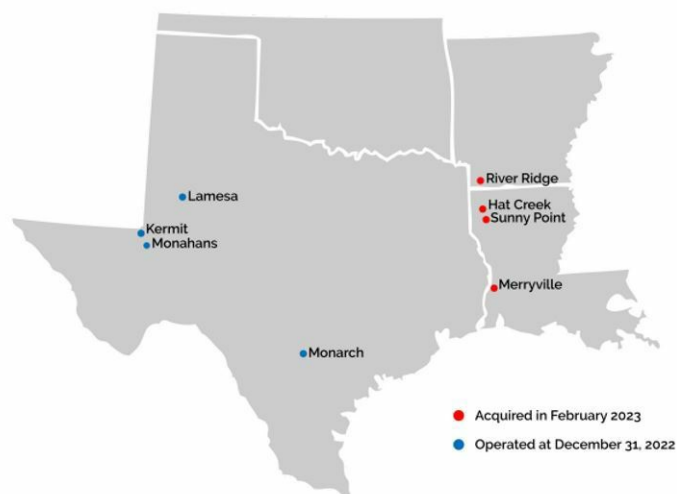 River Ridge
Lamesa
Hat Creek
Sunny Point
Kermit
Monahans
Merryville
Monarch
Acquired in February 2023
Operated at December 31, 2022